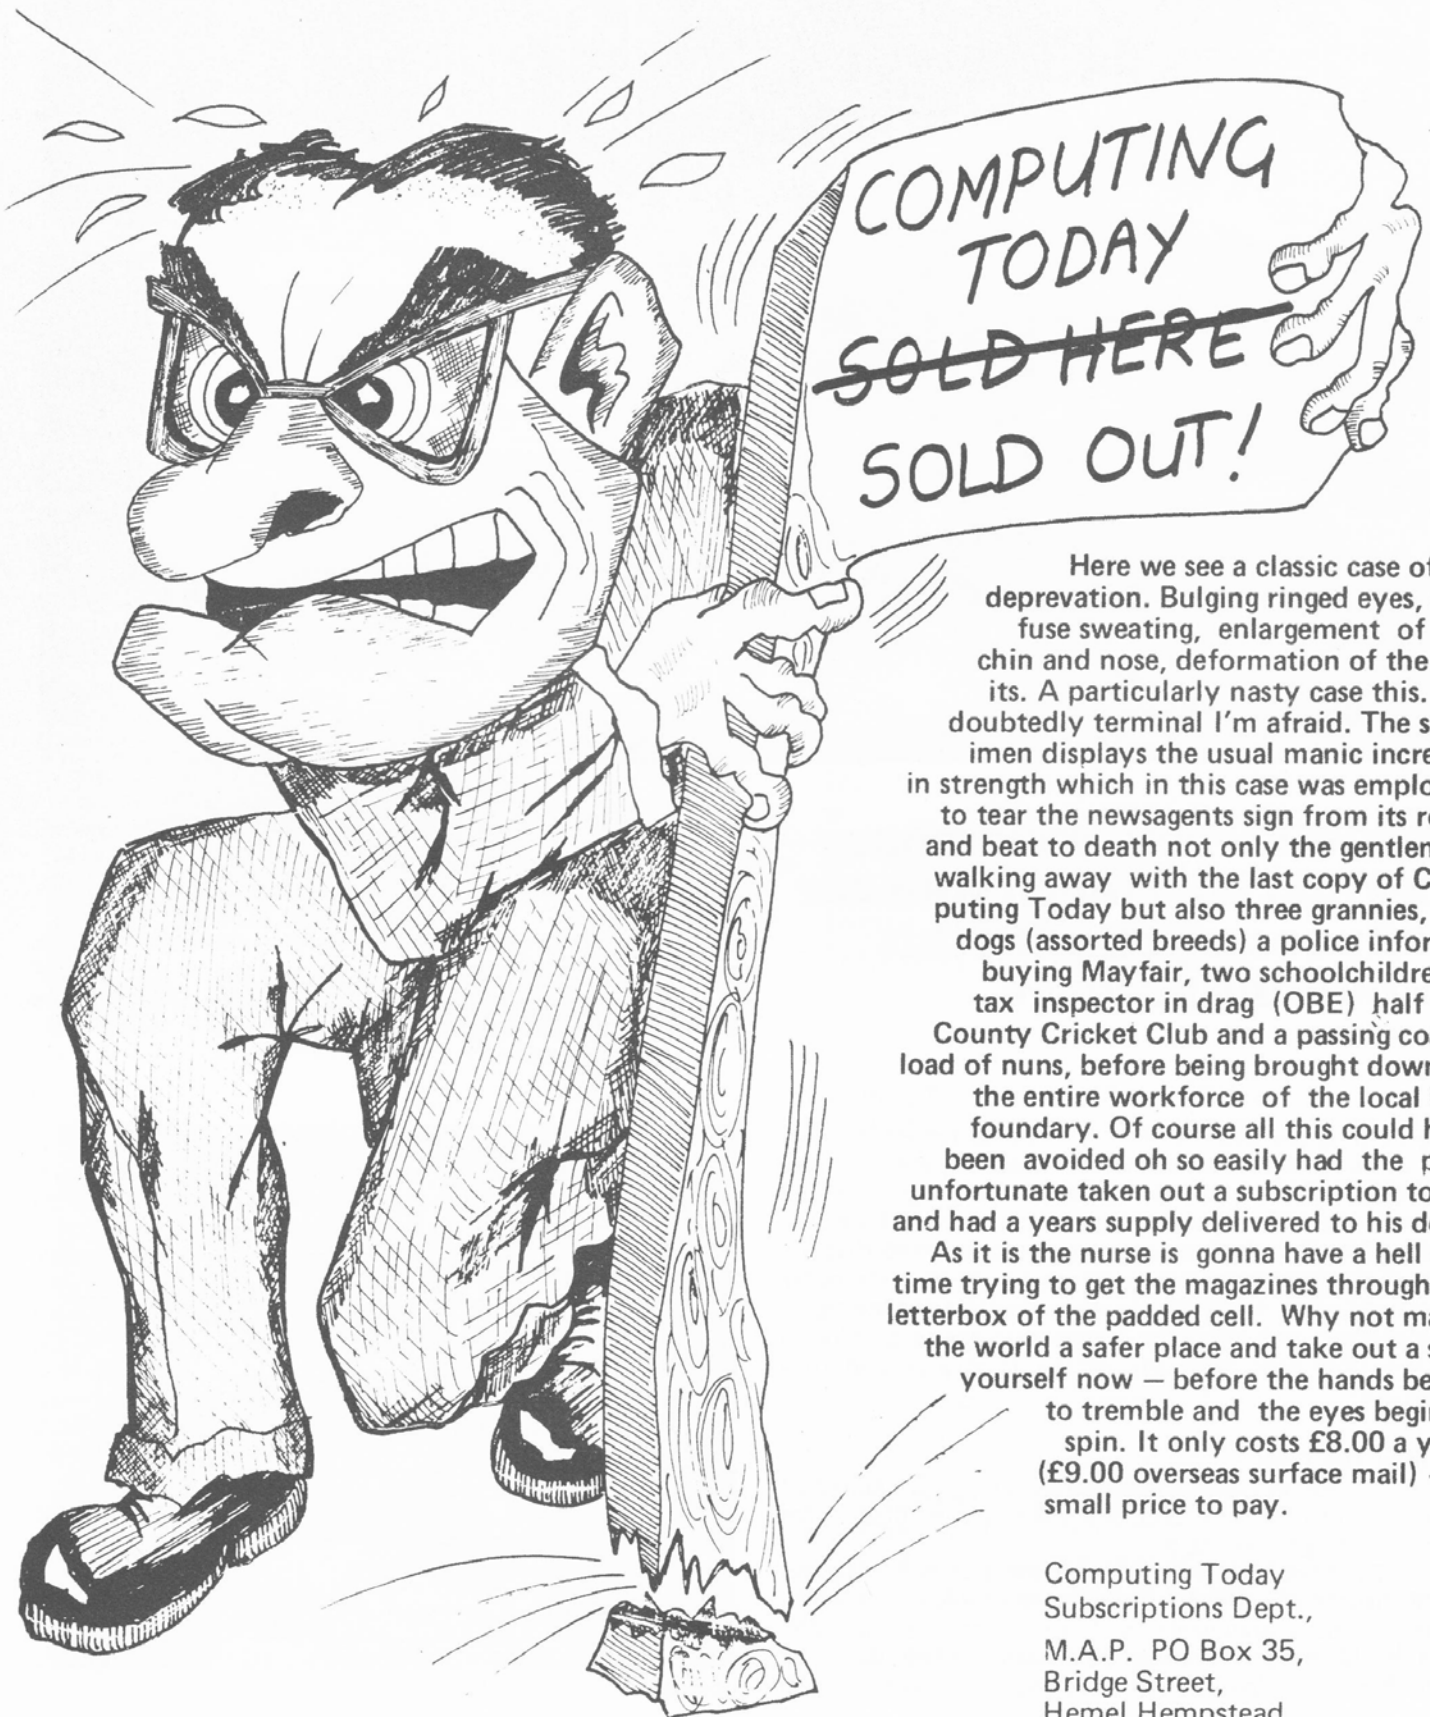 COMPUTING
TODAY
SOLD HERE
SOLD OUT!
Here we see a classic case of
deprevation. Bulging ringed eyes,
fuse sweating, enlargement of
chin and nose, deformation of the
its. A particularly nasty case this.
doubtedly terminal I'm afraid. The s
imen displays the usual manic incre
in strength which in this case was emplo
to tear the newsagents sign from its r
and beat to death not only the gentlen
walking away with the last copy of C
puting Today but also three grannies,
dogs (assorted breeds) a police infor
buying Mayfair, two schoolchildre
tax inspector in drag (OBE) half
County Cricket Club and a passing co
load of nuns, before being brought down
the entire workforce of the local
foundary. Of course all this could h
been avoided oh so easily had the p
unfortunate taken out a subscription to
and had a years supply delivered to his d
As it is the nurse is gonna have a hell
time trying to get the magazines through
letterbox of the padded cell. Why not ma
the world a safer place and take out a s
yourself now — before the hands be
to tremble and the eyes begi
spin. It only costs £8.00 a y
(£9.00 overseas surface mail)
small price to pay.
Computing Today
Subscriptions Dept.,
M.A.P. PO Box 35,
Bridge Street,
Hemel Hempstead